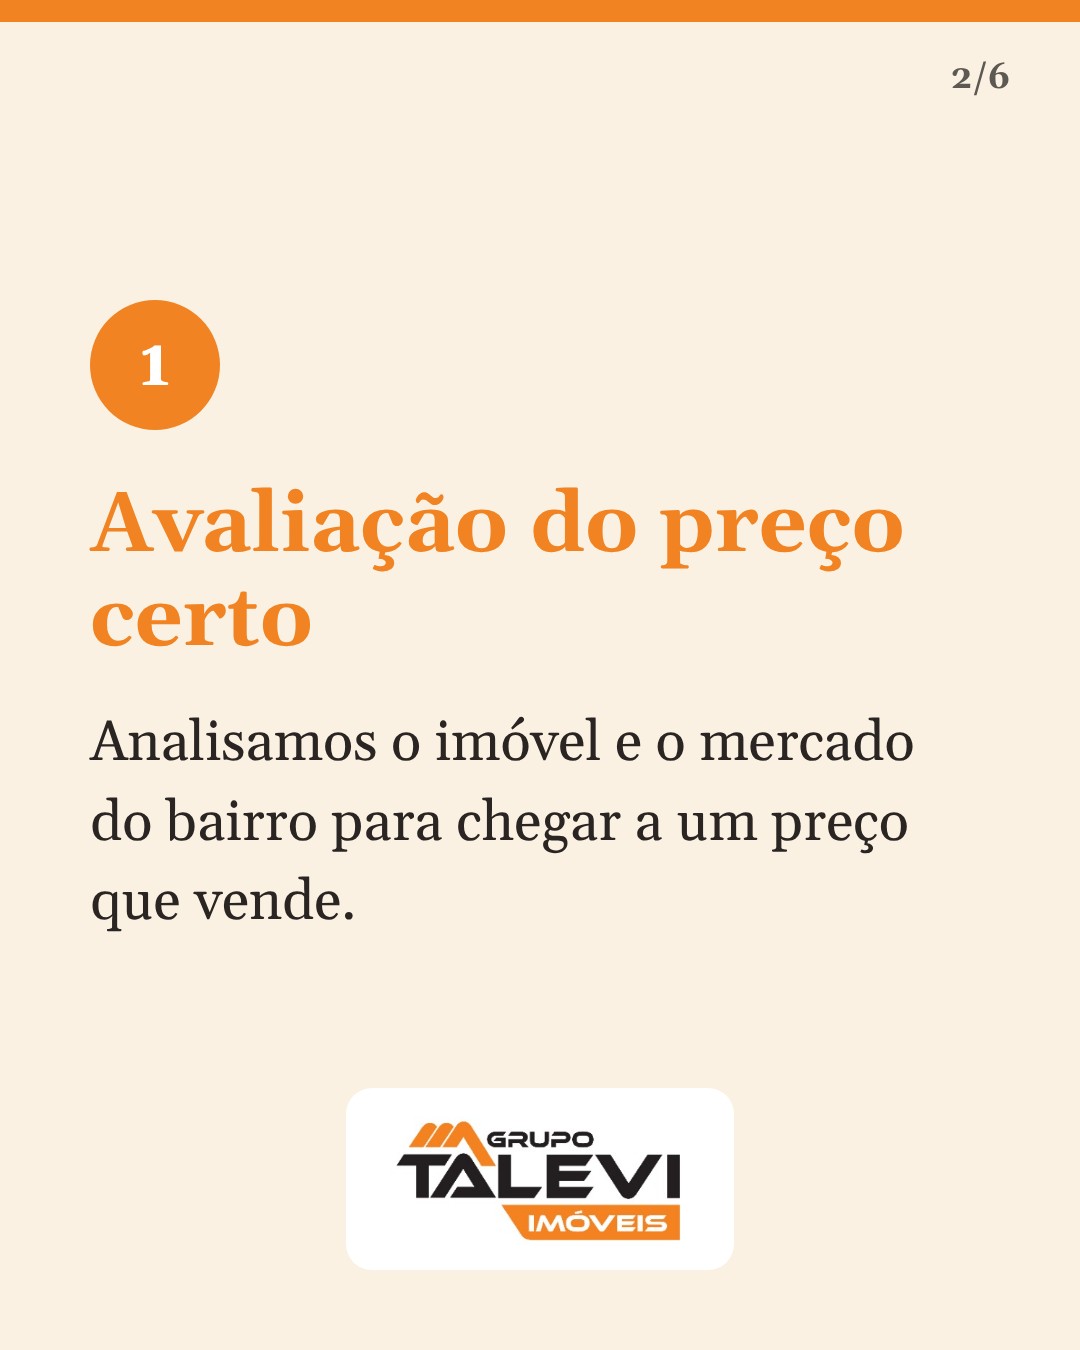 2/6
1
Avaliação do preço
certo
Analisamos o imóvel e o mercado
do bairro para chegar a um preço
que vende.
GRUPO
TALEVI
IMÓVEIS